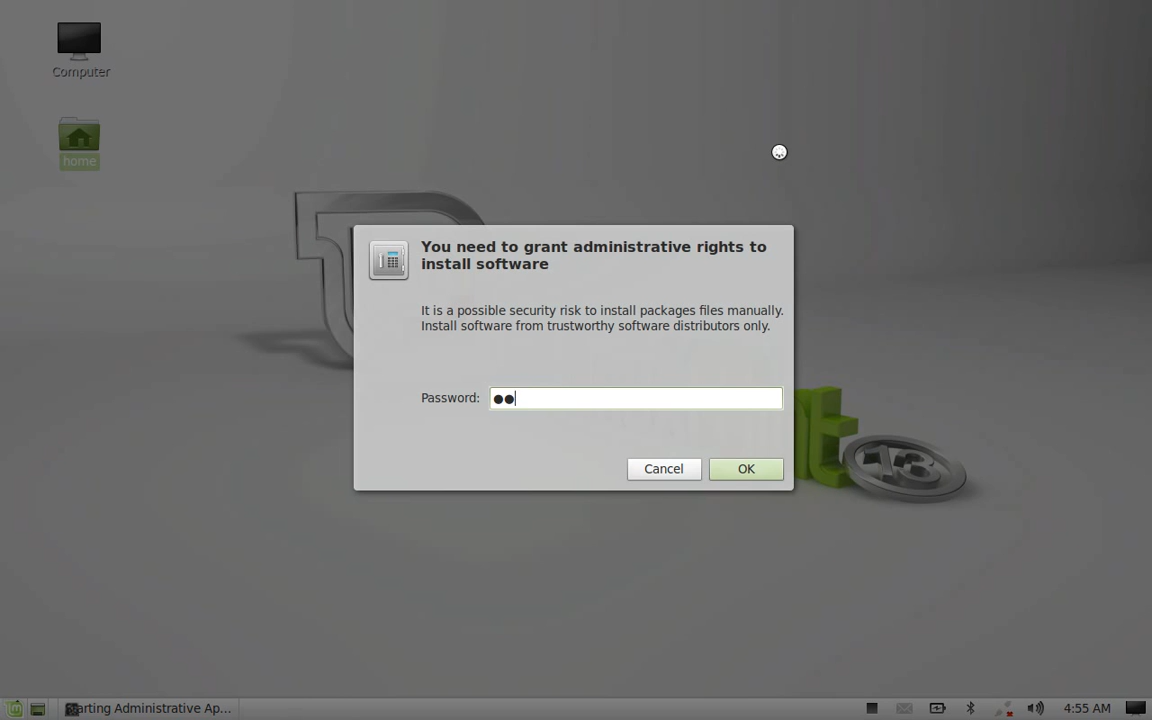 Computer
home
You need to grant administrative rights to
install software
It is a possible security risk to install packages files manually.
Install software from trustworthy software distributors only.
Password: ●●
Cancel
OK
t
13
arting Administrative Ap...
4:55 AM